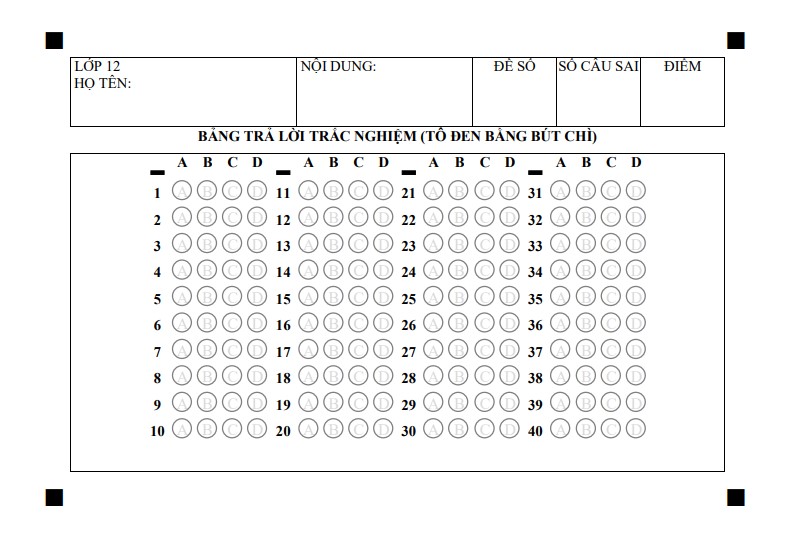 LỚP 12
HỌ TÊN:
NỘI DUNG:
ĐỀ SỐ
SỐ CÂU SAI
ĐIỂM
BẢNG TRẢ LỜI TRẮC NGHIỆM (TÔ ĐEN BẰNG BÚT CHÌ)
A B C D A B C D A B C D A B C D
1 A B C D 11 A B C D 21 A B C D 31 A B C D
2 A B C D 12 A B C D 22 A B C D 32 A B C D
3 A B C D 13 A B C D 23 A B C D 33 A B C D
4 A B C D 14 A B C D 24 A B C D 34 A B C D
5 A B C D 15 A B C D 25 A B C D 35 A B C D
6 A B C D 16 A B C D 26 A B C D 36 A B C D
7 A B C D 17 A B C D 27 A B C D 37 A B C D
8 A B C D 18 A B C D 28 A B C D 38 A B C D
9 A B C D 19 A B C D 29 A B C D 39 A B C D
10 A B C D 20 A B C D 30 A B C D 40 A B C D